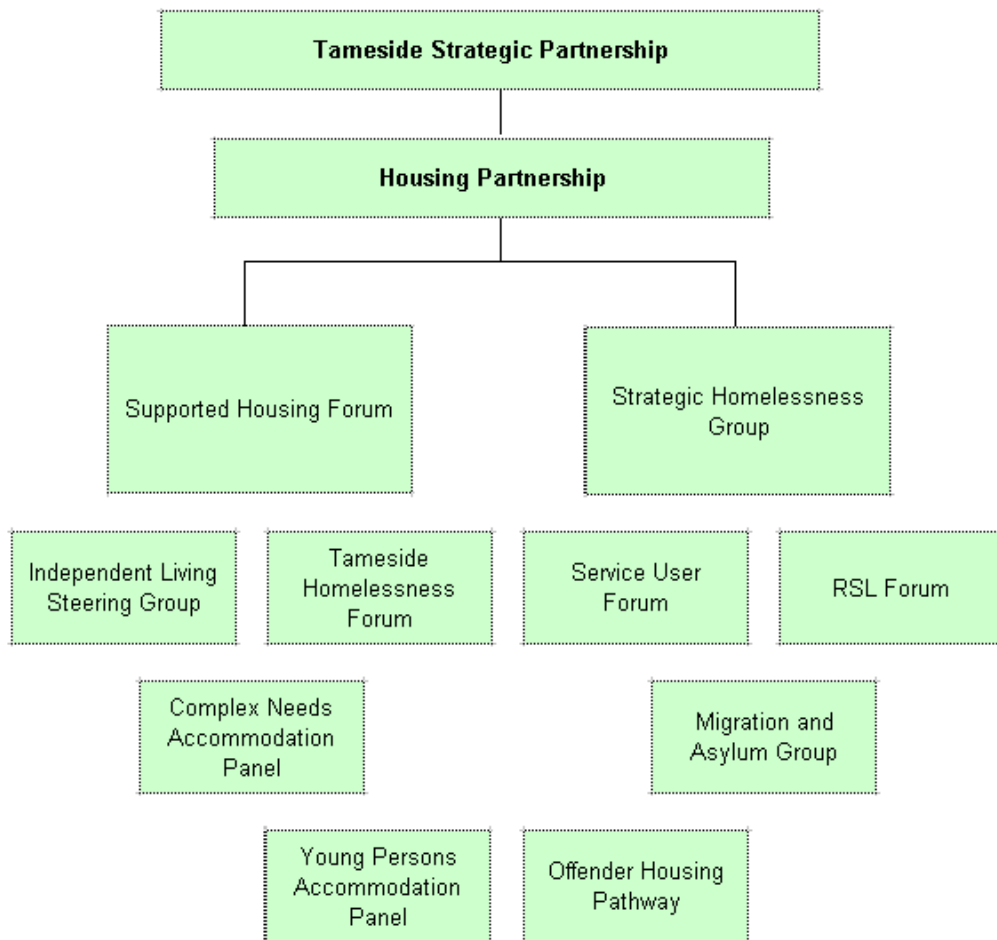 Tameside Strategic Partnership
Housing Partnership
Supported Housing Forum
Strategic Homelessness
Group
Independent Living
Steering Group
Tameside
Homelessness
Forum
Service User
Forum
RSL Forum
Complex Needs
Accommodation
Panel
Migration and
Asylum Group
Young Persons
Accommodation
Panel
Offender Housing
Pathway